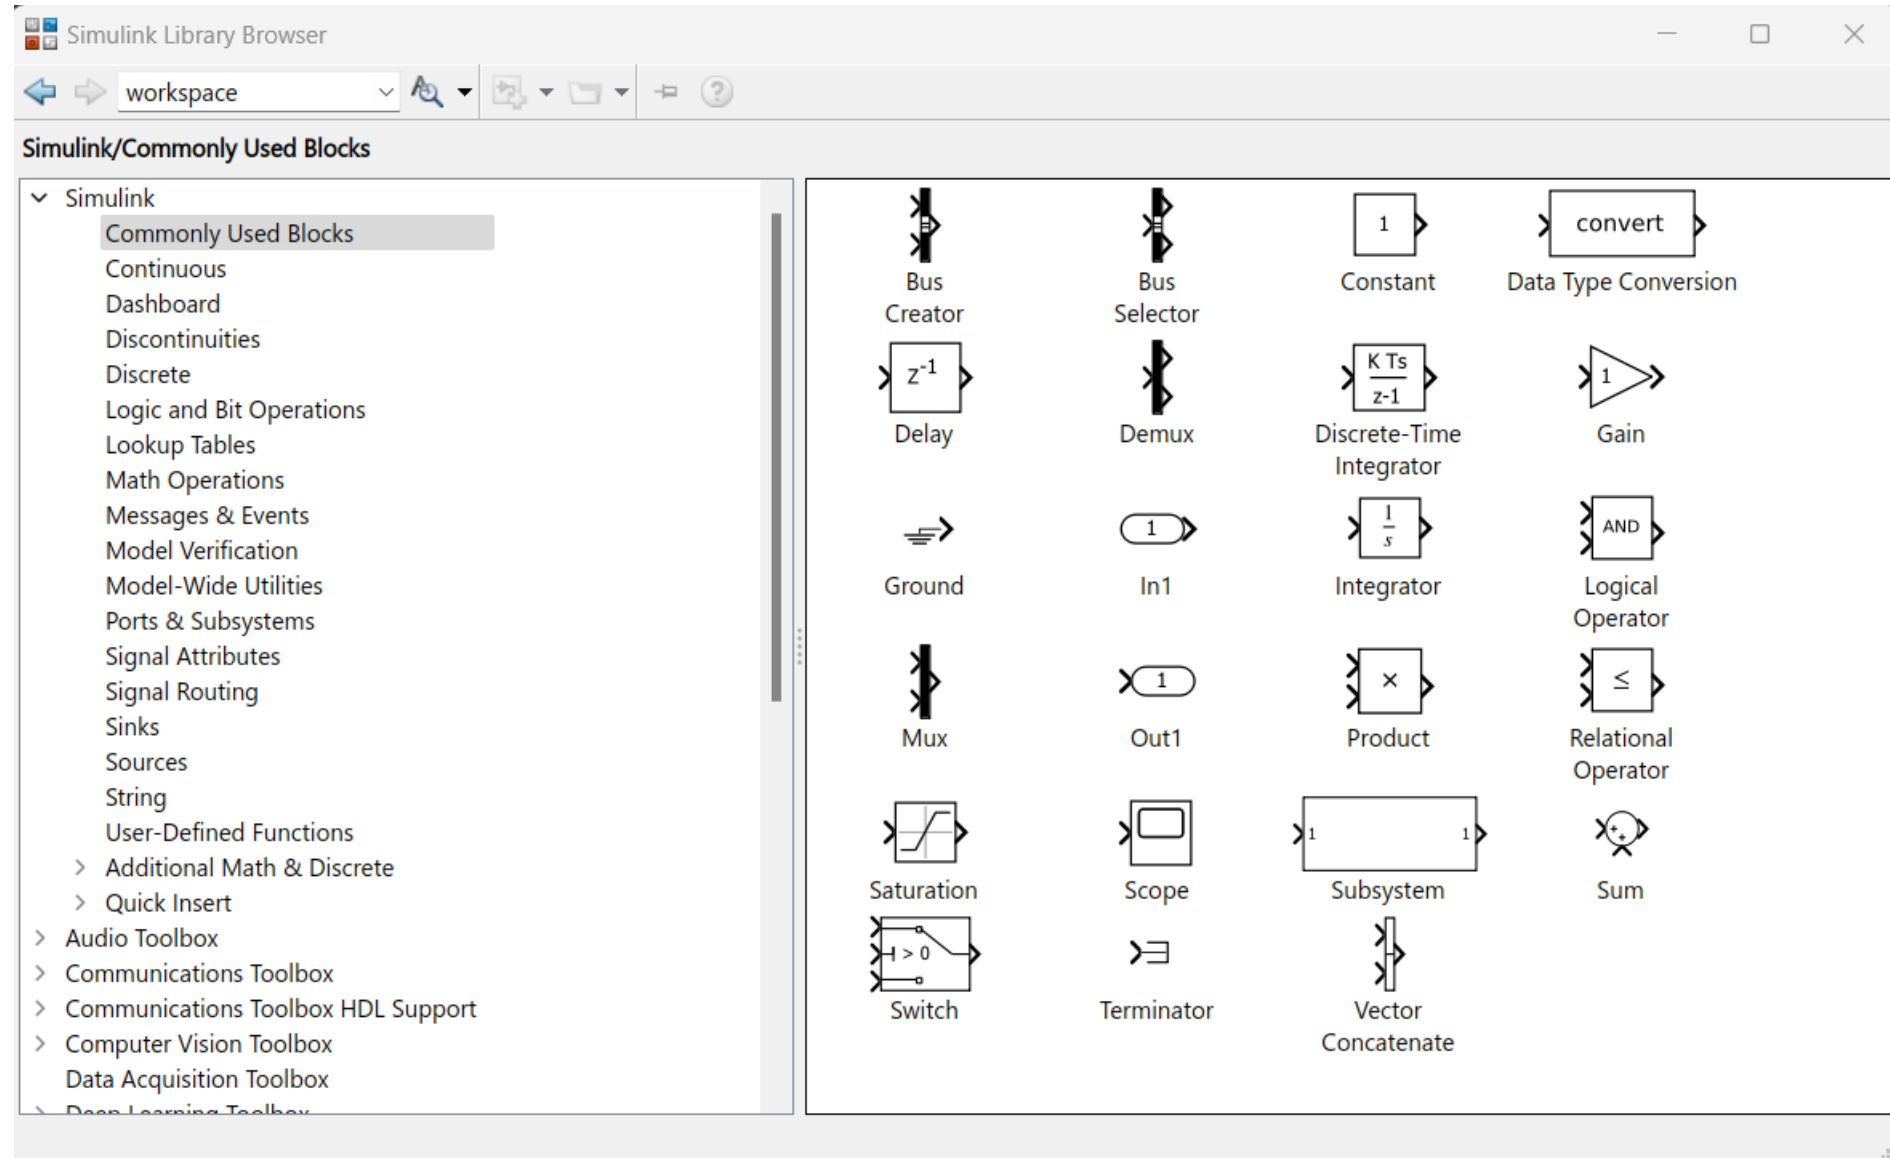 Simulink Library Browser
workspace
Simulink/Commonly Used Blocks
Simulink
Commonly Used Blocks
Continuous
Dashboard
Discontinuities
Discrete
Logic and Bit Operations
Lookup Tables
Math Operations
Messages & Events
Model Verification
Model-Wide Utilities
Ports & Subsystems
Signal Attributes
Signal Routing
Sinks
Sources
String
User-Defined Functions
Additional Math & Discrete
Quick Insert
Audio Toolbox
Communications Toolbox
Communications Toolbox HDL Support
Computer Vision Toolbox
Data Acquisition Toolbox
Deep Learning Toolbox
1
convert
Bus
Creator
Bus
Selector
Constant
Data Type Conversion
z-1
K Ts
z-1
1
Delay
Demux
Discrete-Time
Integrator
Gain
1
1
s
AND
Ground
In1
Integrator
Logical
Operator
1
×
≤
Mux
Out1
Product
Relational
Operator
1
1
+
+
Saturation
Scope
Subsystem
Sum
> 0
Switch
Terminator
Vector
Concatenate